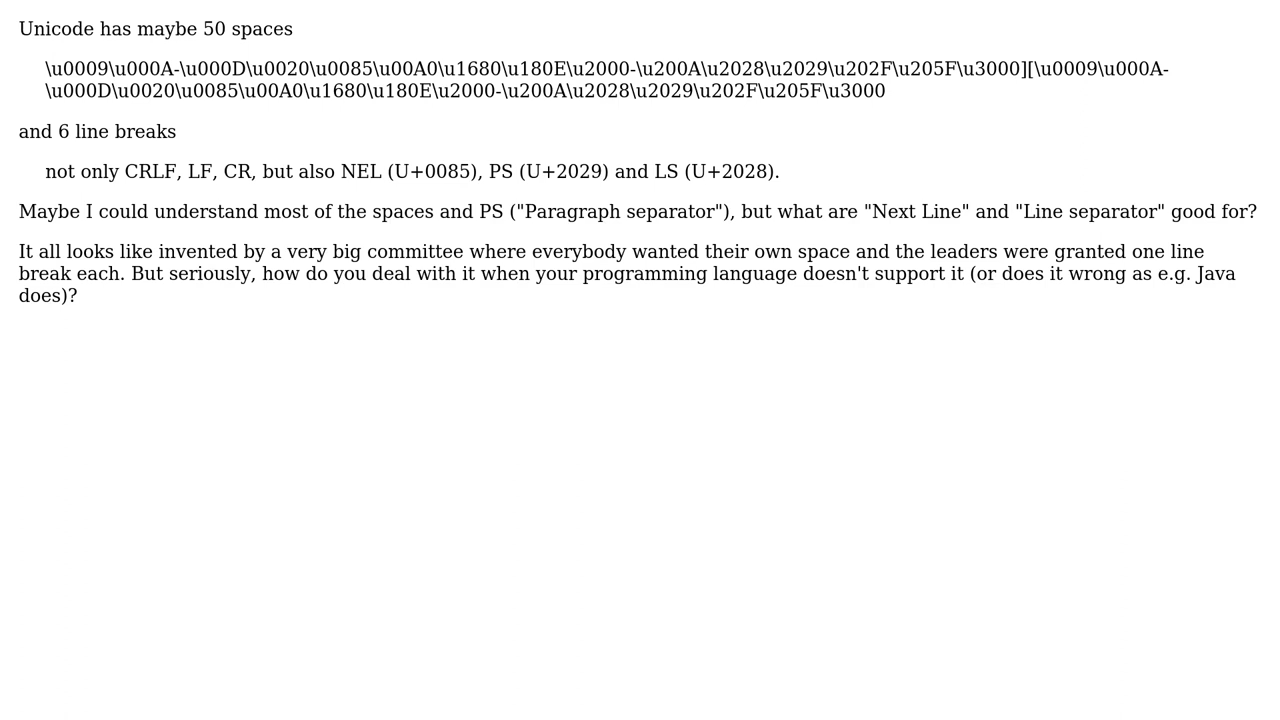 Unicode has maybe 50 spaces
\u0009\u000A-\u000D\u0020\u0085\u00A0\u1680\u180E\u2000-\u200A\u2028\u2029\u202F\u205F\u3000][\u0009\u000A-
\u000D\u0020\u0085\u00A0\u1680\u180E\u2000-\u200A\u2028\u2029\u202F\u205F\u3000
and 6 line breaks
not only CRLF, LF, CR, but also NEL (U+0085), PS (U+2029) and LS (U+2028).
Maybe I could understand most of the spaces and PS ("Paragraph separator"), but what are "Next Line" and "Line separator" good for?
It all looks like invented by a very big committee where everybody wanted their own space and the leaders were granted one line
break each. But seriously, how do you deal with it when your programming language doesn't support it (or does it wrong as e.g. Java
does)?